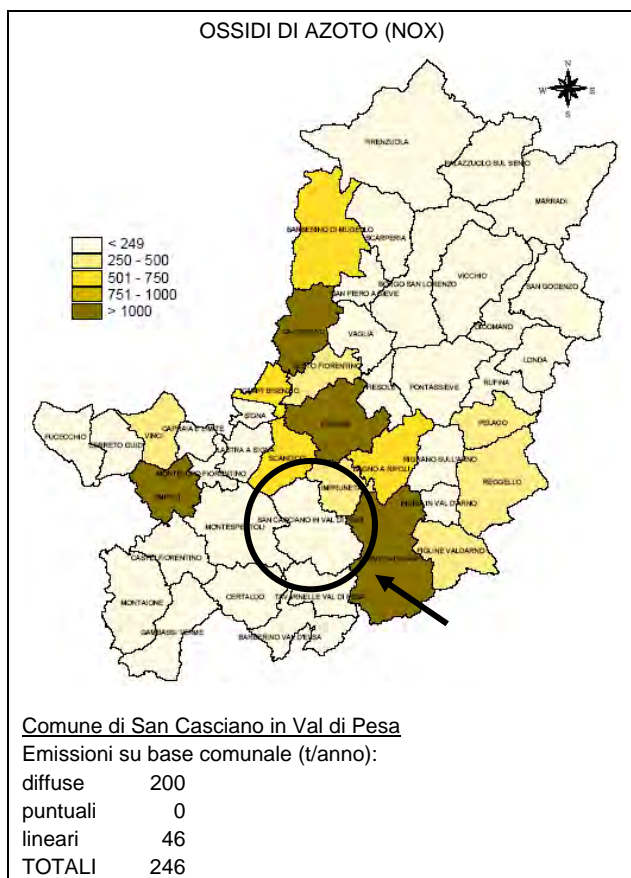 OSSIDI DI AZOTO (NOX)
N
W E
S
FIRENZUOLA
PALAZZUOLO SUL SENIO
MARRADI
BARBERINO DI MUGELLO
SCARPERIA
< 249
250 - 500
501 - 750
751 - 1000
> 1000
VICCHIO
BORGO SAN LORENZO
SAN GODENZO
SAN PIERO A SIEVE
VAGLIA
DICOMANO
LONDA
SESTO FIORENTINO
FIESOLE
PONTASSIEVE
RUFINA
CAMPI BISENZIO
SIGNA
PELAGO
FUCECCHIO
CERRETO GUIDI
VINCI
CAPRAIA E LIMITE
LASTRA A SIGNA
SCANDICCI
BAGNO A RIPOLI
RIGNANO SULL'ARNO
MONTELUPO FIORENTINO
EMPOLI
IMPRUNETA
REGGELLO
INCISA IN VAL D'ARNO
SAN CASCIANO IN VAL DI PESA
MONTESPERTOLI
FIGLINE VALDARNO
CASTELFIORENTINO
MONTAIONE
CERTALDO
TAVARNELLE VAL DI PESA
GAMBASSI TERME
BARBERINO VAL D'ELSA
Comune di San Casciano in Val di Pesa
Emissioni su base comunale (t/anno):
diffuse 200
puntuali 0
lineari 46
TOTALI 246